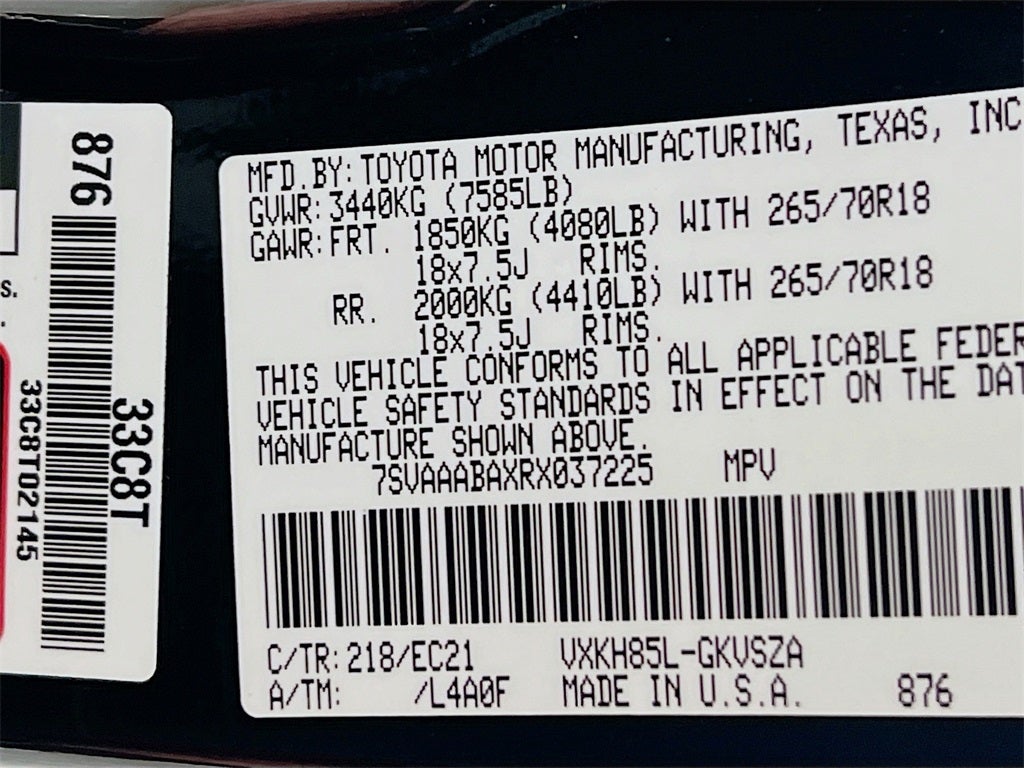 876
33C8T
33C8T02145
s.
.
MFD.BY:TOYOTA MOTOR MANUFACTURING, TEXAS, INC
GVWR:3440KG (7585LB)
GAWR:FRT. 1850KG (4080LB) WITH 265/70R18
18x7.5J RIMS.
RR. 2000KG (4410LB) WITH 265/70R18
18x7.5J RIMS.
THIS VEHICLE CONFORMS TO ALL APPLICABLE FEDER
VEHICLE SAFETY STANDARDS IN EFFECT ON THE DAT
MANUFACTURE SHOWN ABOVE.
7SVAAABAXRX037225 MPV
C/TR:218/EC21 VXKH85L-GKVSZA
A/TM: /L4A0F MADE IN U.S.A. 876